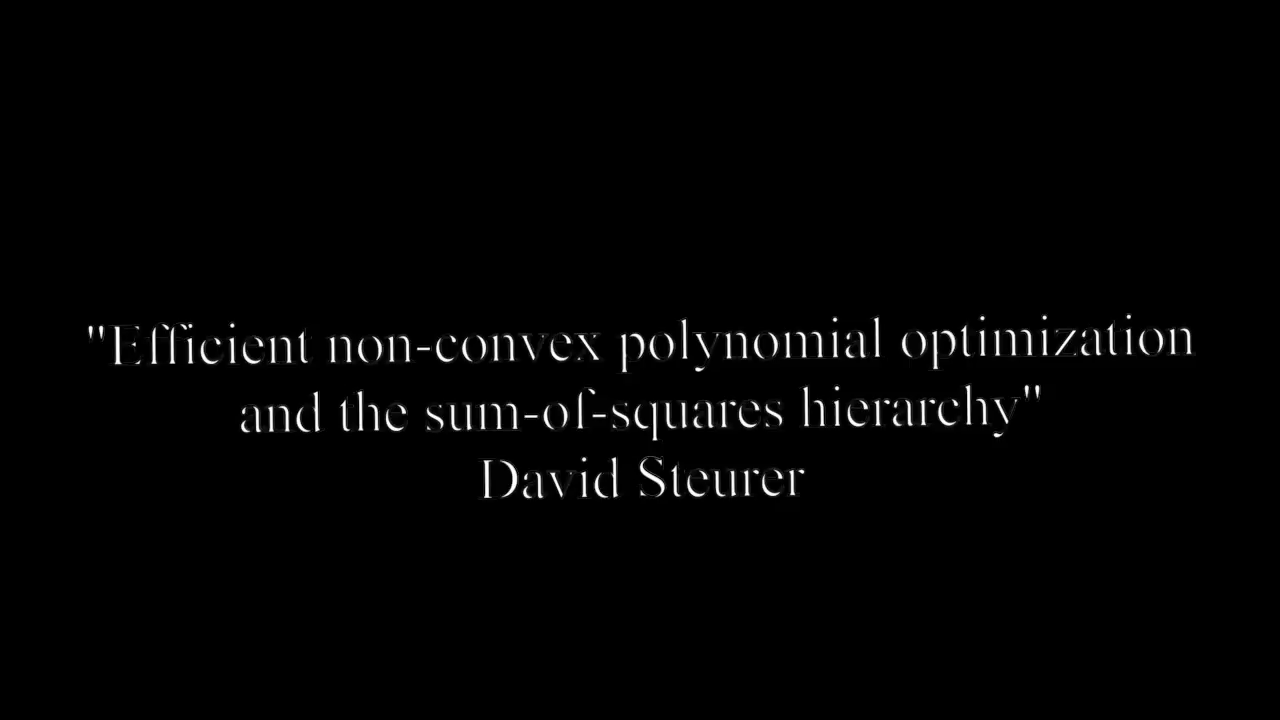 "Efficient non-convex polynomial optimization
and the sum-of-squares hierarchy"
David Steurer